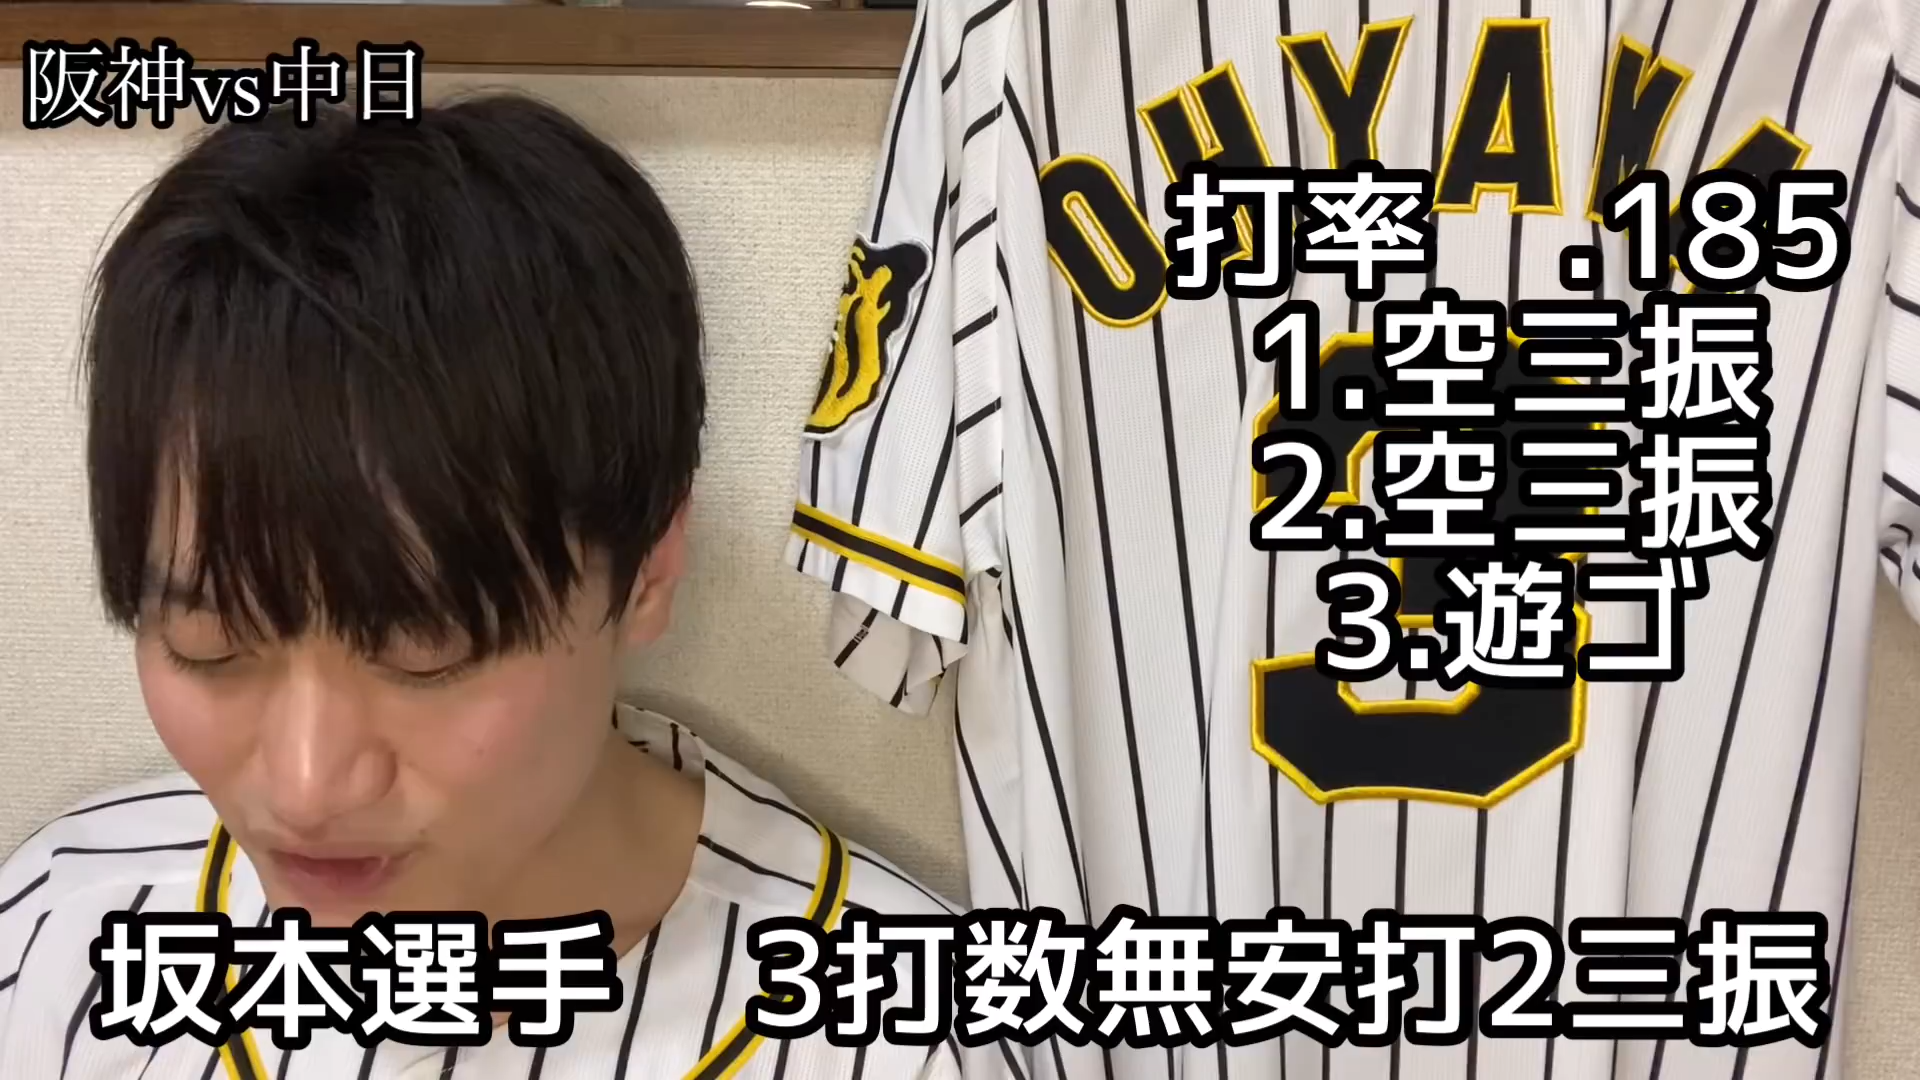 阪神vs中日
OHYAMA
打率 .185
1.空三振
2.空三振
3.遊ゴ
3
坂本選手 3打数無安打2三振